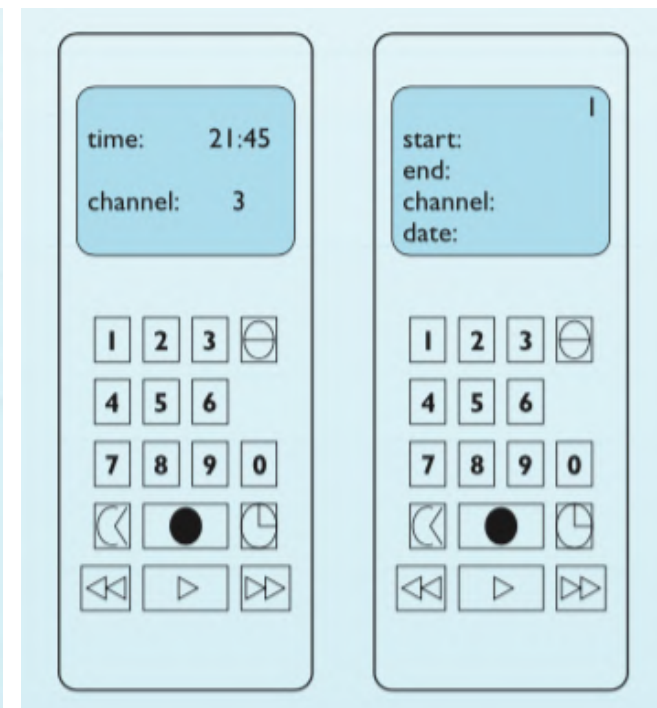 time: 21:45
channel: 3
1 2 3
4 5 6
7 8 9 0
1
start:
end:
channel:
date:
1 2 3
4 5 6
7 8 9 0